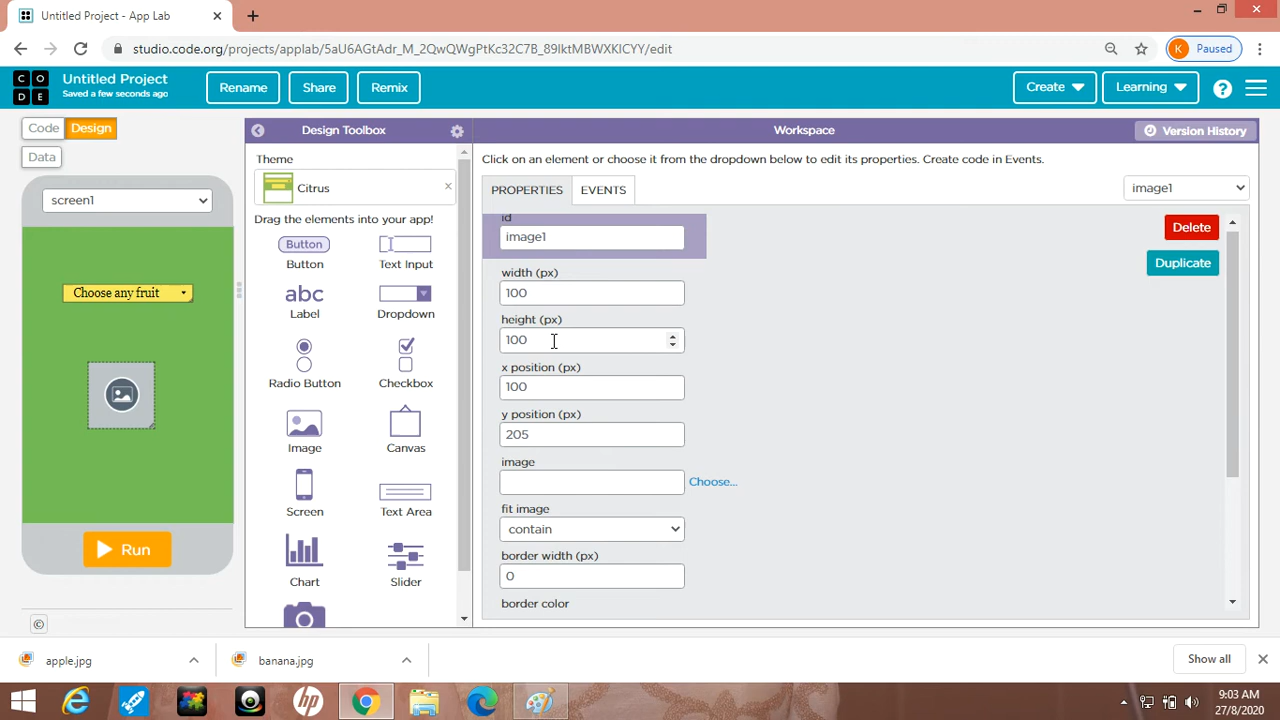 Untitled Project - App Lab
studio.code.org/projects/applab/5aU6AGtAdr_M_2QwQWgPtKc32C7B_89lktMBWXKICYY/edit
K Paused
CO
DE
Untitled Project
Saved a few seconds ago
Rename
Share
Remix
Create
Learning
?
Code
Design
Data
Design Toolbox
Workspace
Version History
Click on an element or choose it from the dropdown below to edit its properties. Create code in Events.
Theme
Citrus
PROPERTIES
EVENTS
image1
screen1
Drag the elements into your app!
id
image1
Delete
Duplicate
Button
Button
Text Input
width (px)
100
Choose any fruit
abc
Label
Dropdown
height (px)
100
Radio Button
Checkbox
x position (px)
100
y position (px)
205
Image
Canvas
image
Choose...
Screen
Text Area
fit image
contain
Run
Chart
Slider
border width (px)
0
border color
©
apple.jpg
banana.jpg
Show all
hp
9:03 AM
27/8/2020